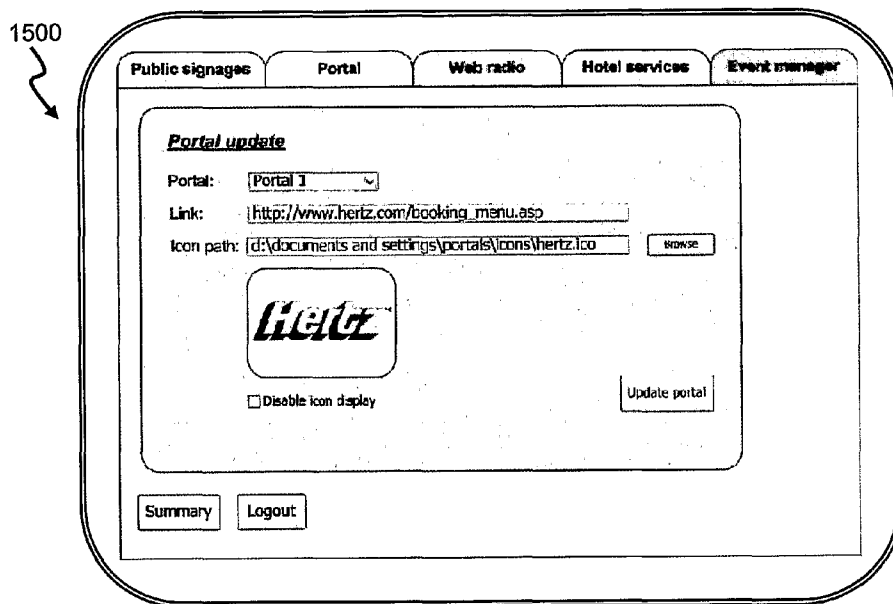 1500
Public signages Portal Web radio Hotel services Event manager
Portal update
Portal: Portal 1
Link: http://www.hertz.com/booking_menu.asp
Icon path: d:\documents and settings\portals\icons\hertz.ico Browse
Hertz
Disable icon display
Update portal
Summary Logout